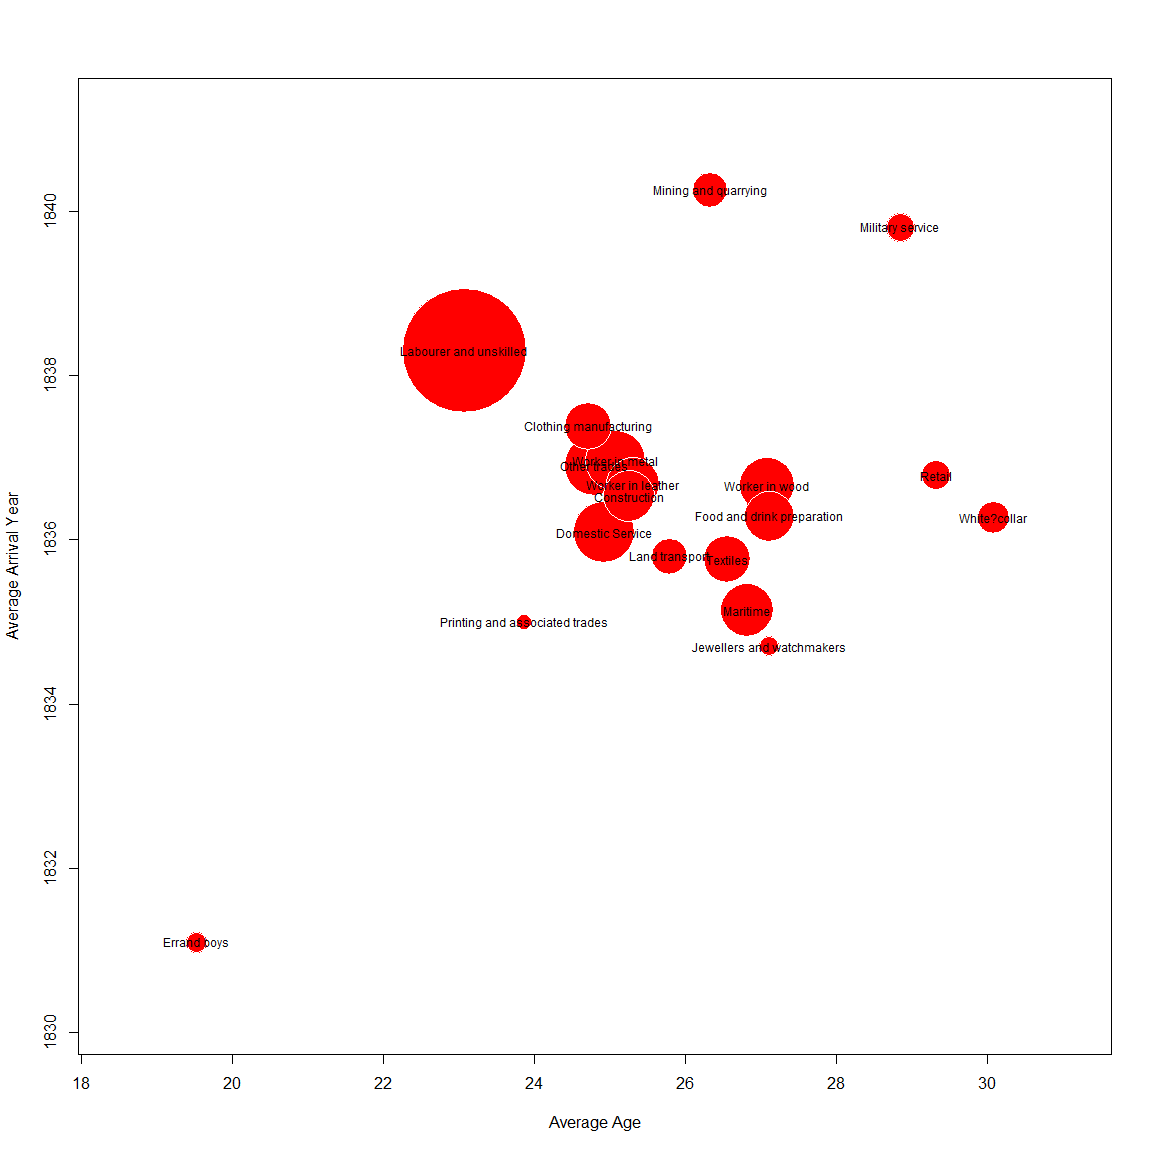 1840
1838
1836
1834
1832
1830
Average Arrival Year
Mining and quarrying
Military service
Labourer and unskilled
Clothing manufacturing
Worker in metal
Other trades
Retail
Worker in leather
Worker in wood
Construction
Food and drink preparation
White?collar
Domestic Service
Land transport
Textiles
Maritime
Printing and associated trades
Jewellers and watchmakers
Errand boys
18 20 22 24 26 28 30
Average Age